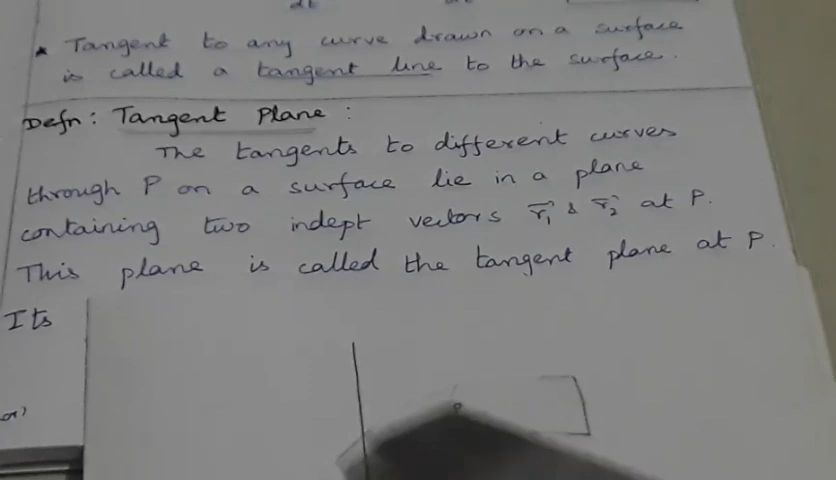 * Tangent to any curve drawn on a surface
is called a tangent line to the surface.
Defn: Tangent Plane:
The tangents to different curves
through P on a surface lie in a plane
containing two indept vectors r⃗₁ & r⃗₂ at P.
This plane is called the tangent plane at P.
Its
P